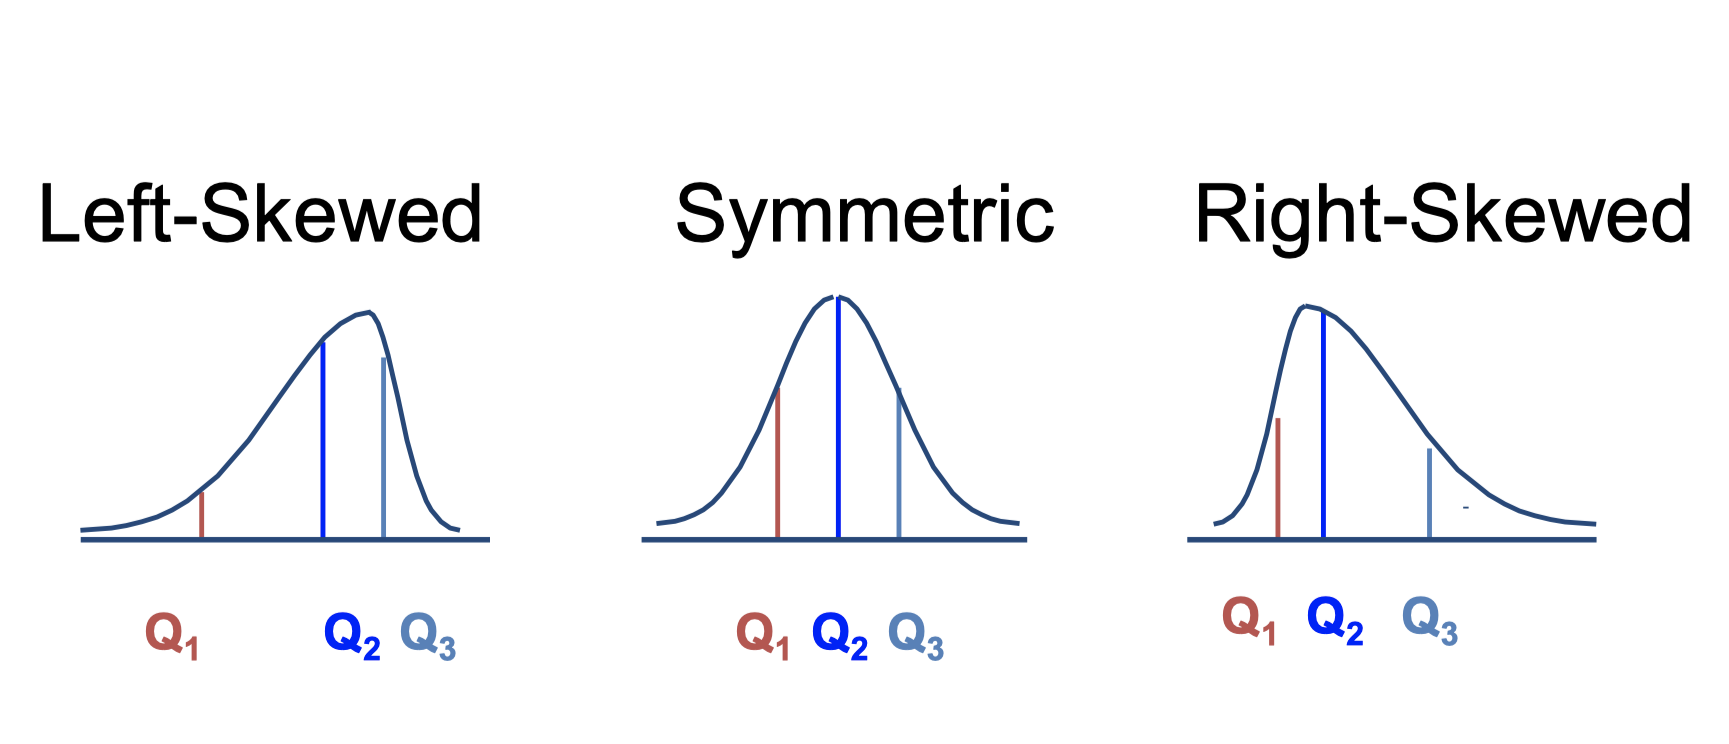 Left-Skewed Symmetric Right-Skewed
Q1 Q2 Q3 Q1 Q2 Q3 Q1 Q2 Q3